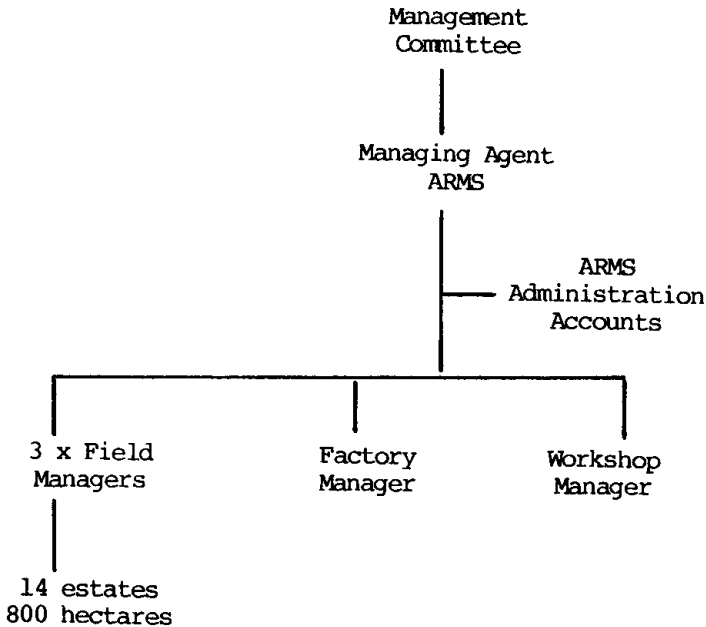 Management
Committee
Managing Agent
ARMS
ARMS
Administration
Accounts
3 x Field
Managers
Factory
Manager
Workshop
Manager
14 estates
800 hectares